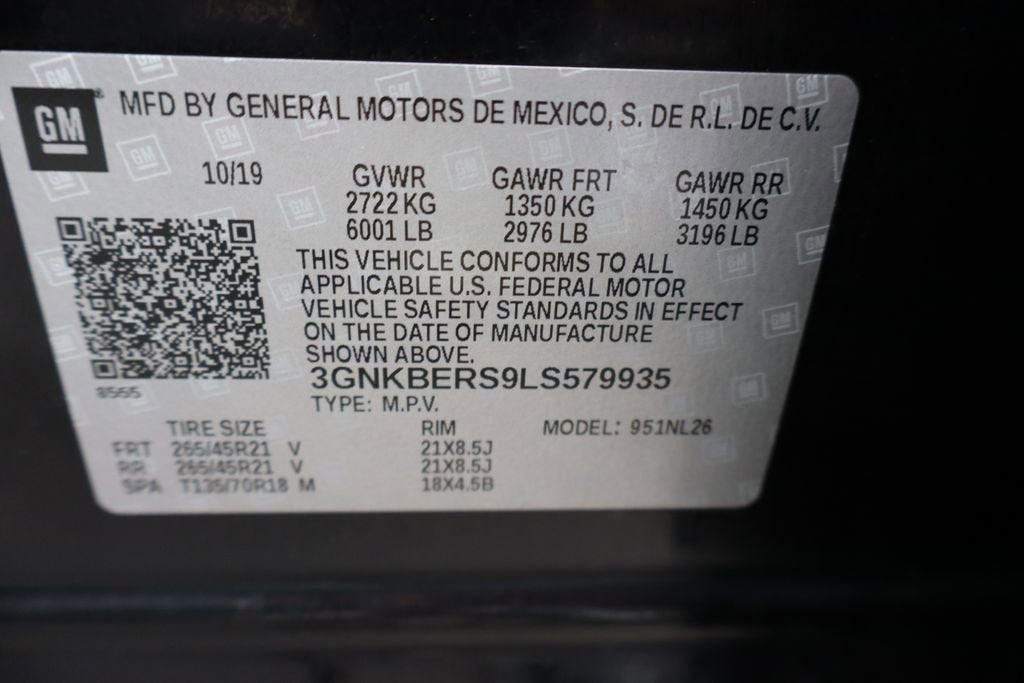 GM ® MFD BY GENERAL MOTORS DE MEXICO, S. DE R.L. DE C.V.
10/19 GVWR GAWR FRT GAWR RR
2722 KG 1350 KG 1450 KG
6001 LB 2976 LB 3196 LB
THIS VEHICLE CONFORMS TO ALL
APPLICABLE U.S. FEDERAL MOTOR
VEHICLE SAFETY STANDARDS IN EFFECT
ON THE DATE OF MANUFACTURE
SHOWN ABOVE.
3GNKBERS9LS579935
8565
TYPE: M.P.V.
TIRE SIZE RIM MODEL: 951NL26
FRT 265/45R21 V 21X8.5J
RR 265/45R21 V 21X8.5J
SPA T135/70R18 M 18X4.5B